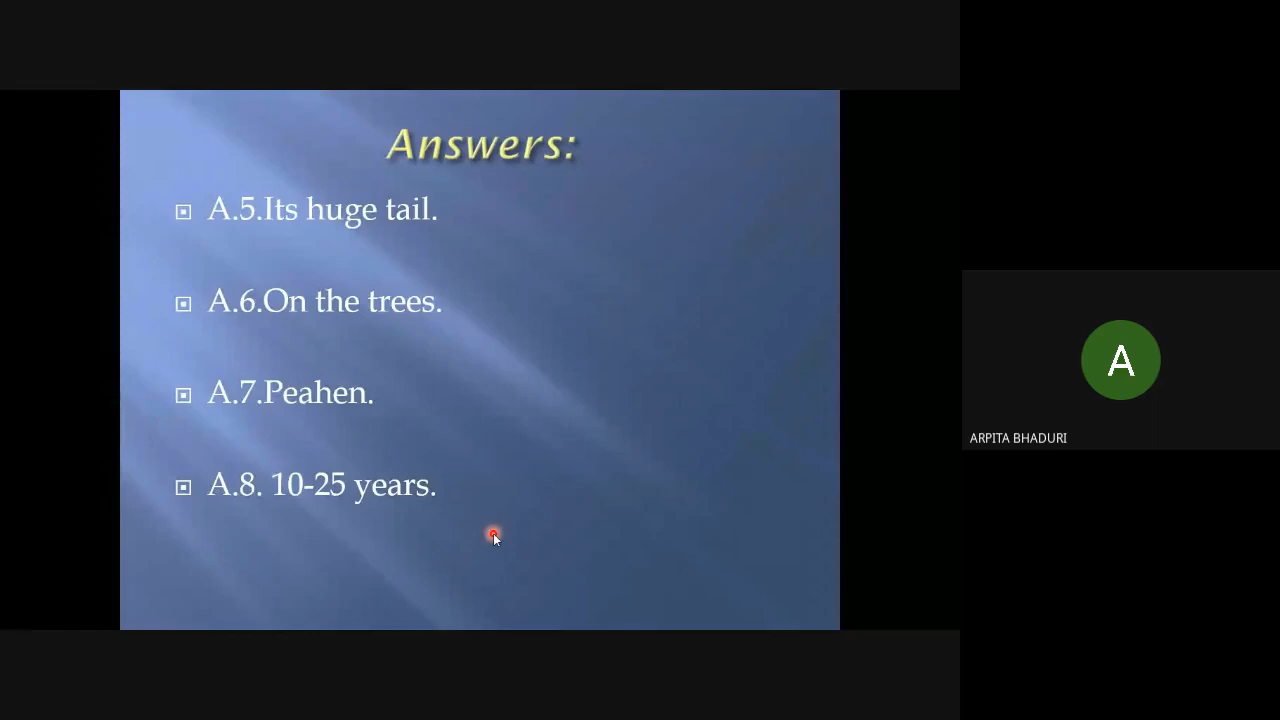 Answers:
A.5.Its huge tail.
A.6.On the trees.
A.7.Peahen.
A.8. 10-25 years.
A
ARPITA BHADURI